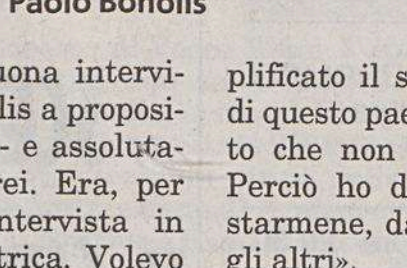 Paolo Bonolis
uona intervi-
lis a proposi-
- e assoluta-
rei. Era, per
ntervista in
trica. Volevo
plificato il s
di questo pae
to che non
Perciò ho d
starmene, da
gli altri».